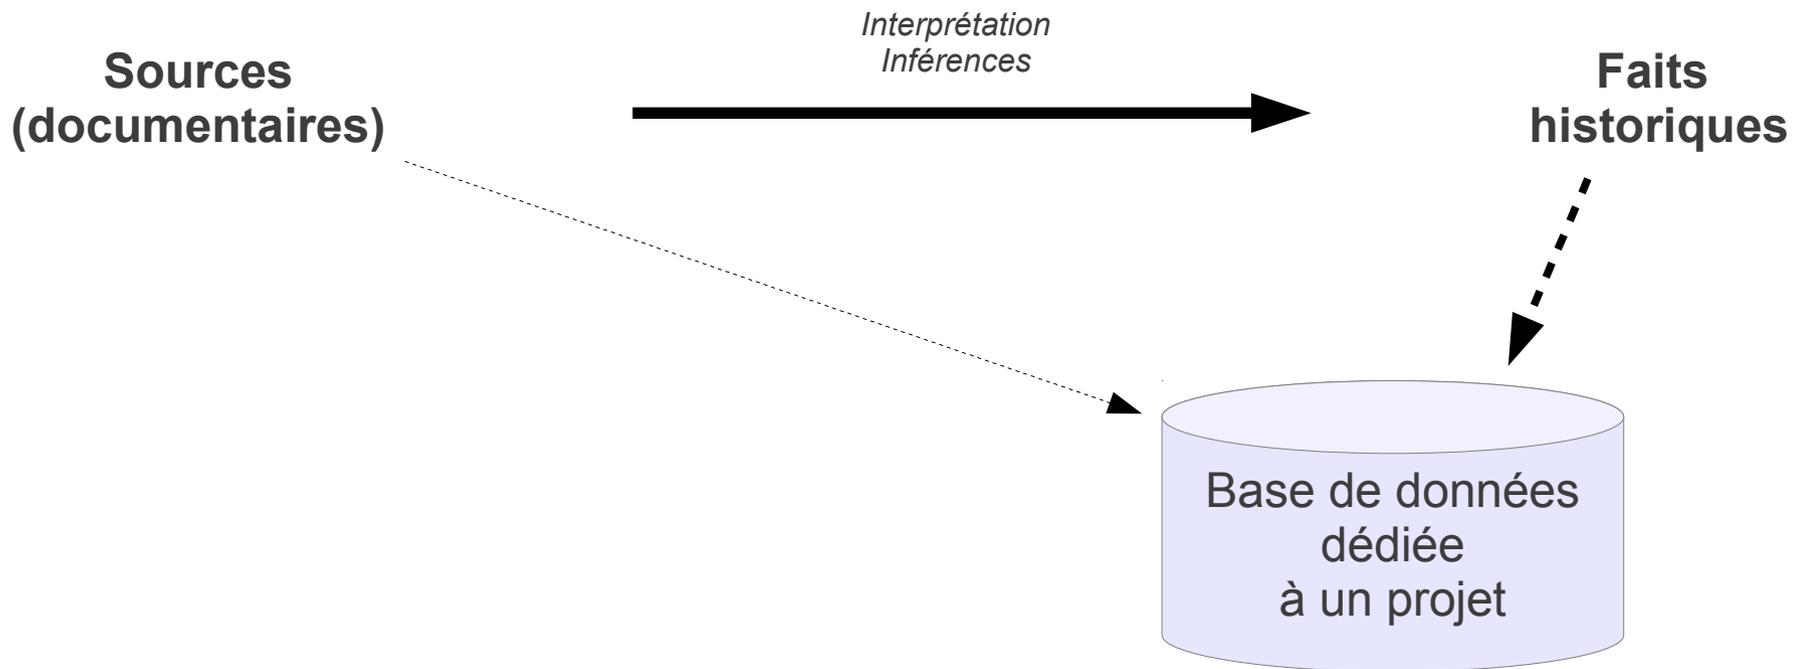 Interprétation
Inférences
Sources
(documentaires)
Faits
historiques
Base de données
dédiée
à un projet